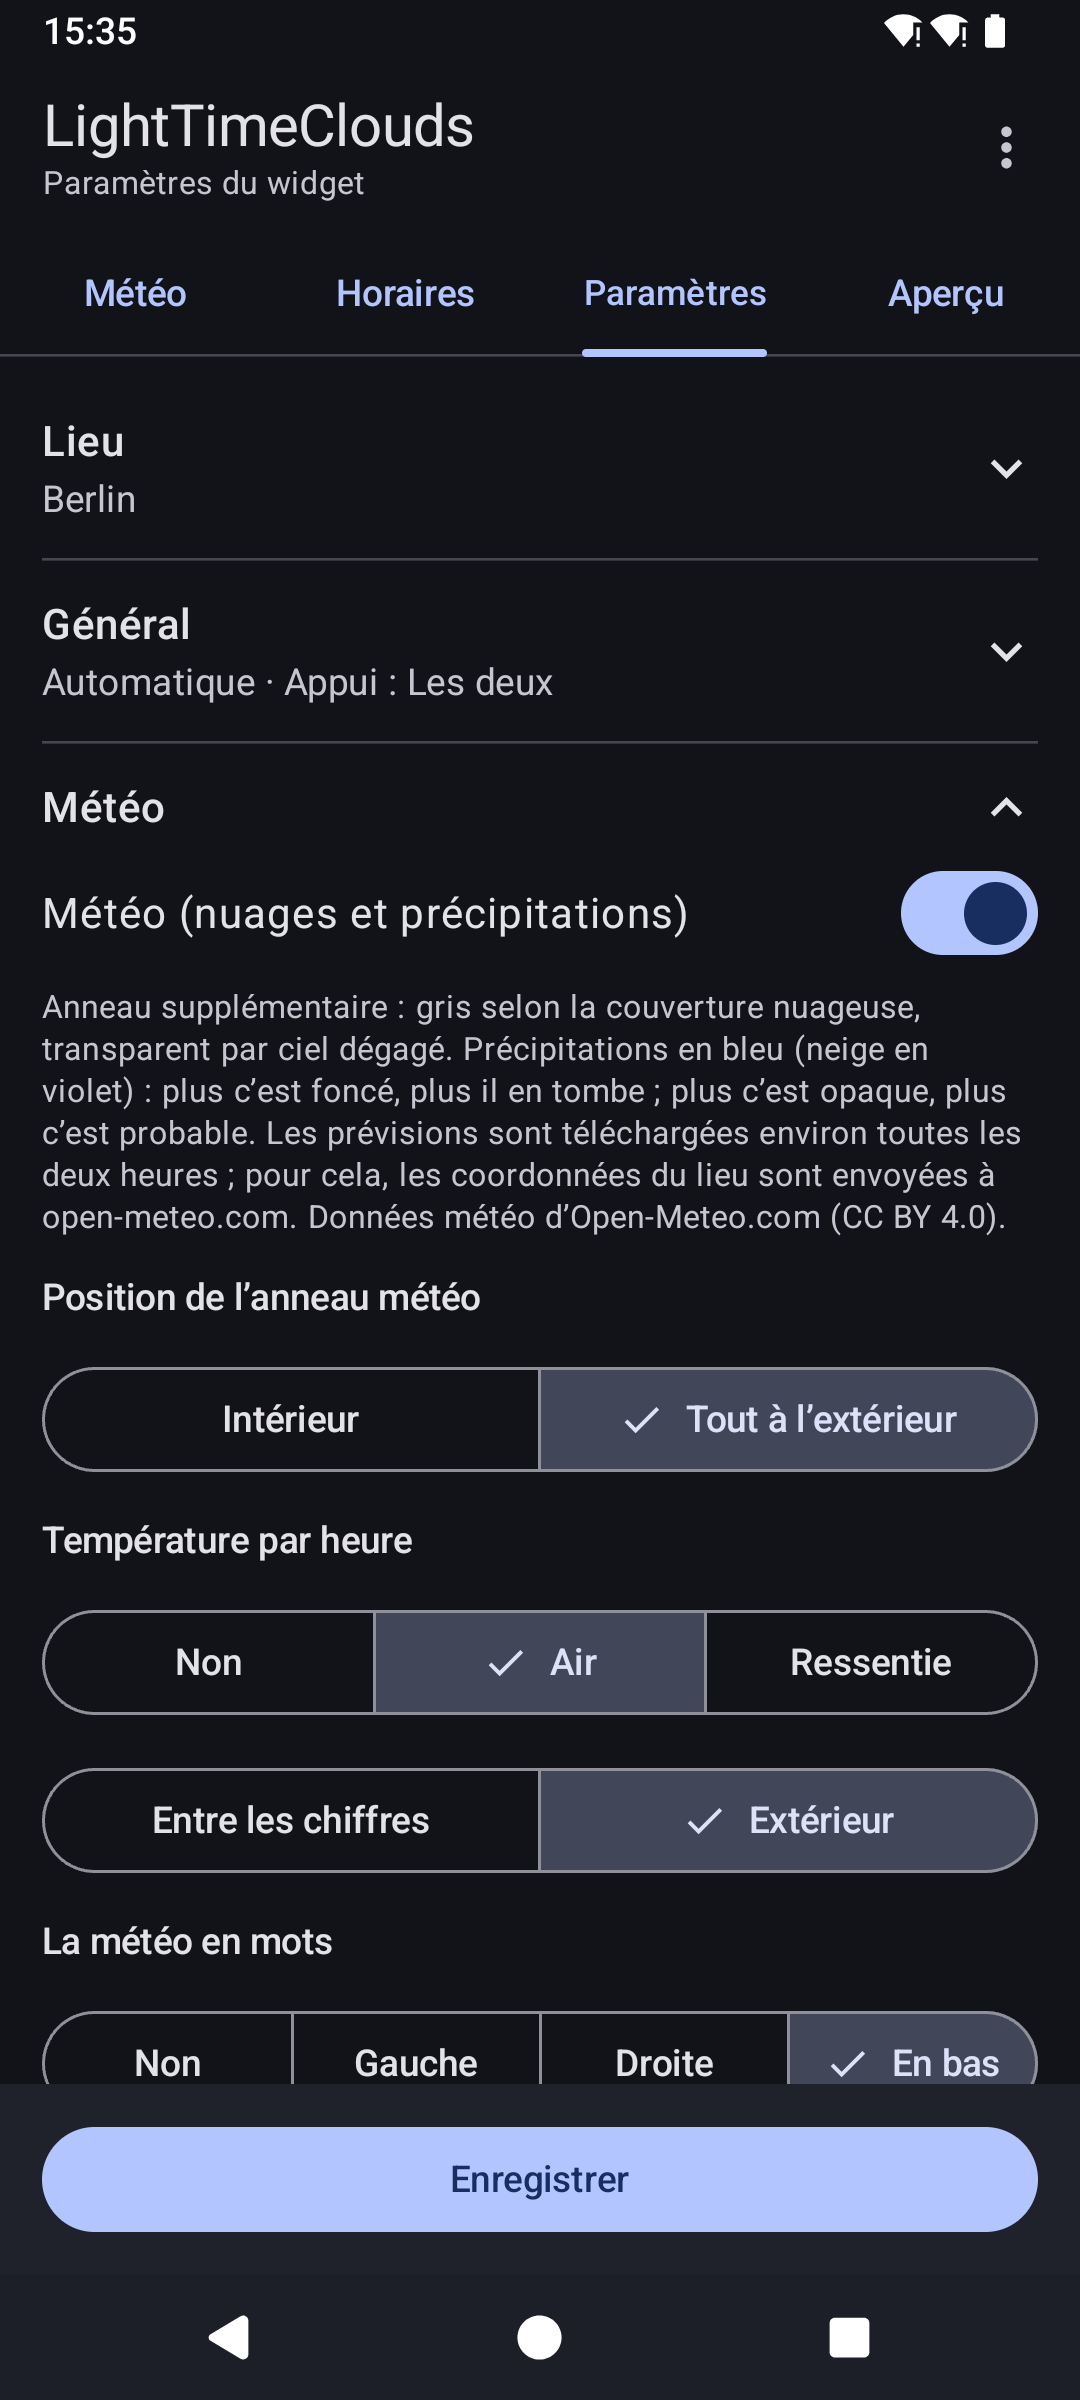 15:35
LightTimeClouds
Paramètres du widget
Météo
Horaires
Paramètres
Aperçu
Lieu
Berlin
Général
Automatique · Appui : Les deux
Météo
Météo (nuages et précipitations)
Anneau supplémentaire : gris selon la couverture nuageuse,
transparent par ciel dégagé. Précipitations en bleu (neige en
violet) : plus c’est foncé, plus il en tombe ; plus c’est opaque, plus
c’est probable. Les prévisions sont téléchargées environ toutes les
deux heures ; pour cela, les coordonnées du lieu sont envoyées à
open-meteo.com. Données météo d’Open-Meteo.com (CC BY 4.0).
Position de l’anneau météo
Intérieur
Tout à l’extérieur
Température par heure
Non
Air
Ressentie
Entre les chiffres
Extérieur
La météo en mots
Non
Gauche
Droite
En bas
Enregistrer